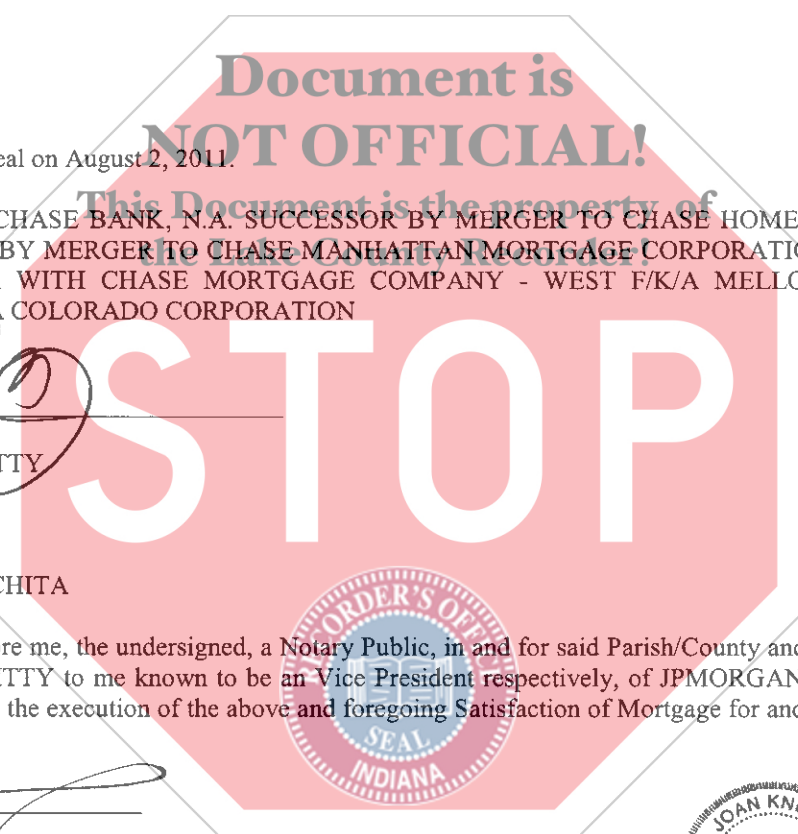 Document is
NOT OFFICIAL!
eal on August 2, 2011.
This Document is the property of
CHASE BANK, N.A. SUCCESSOR BY MERGER TO CHASE HOME
BY MERGER TO CHASE MANHATTAN MORTGAGE CORPORATIO
the Lake County Recorder!
WITH CHASE MORTGAGE COMPANY - WEST F/K/A MELLO
A COLORADO CORPORATION
STOP
TTY
CHITA
RECORDER'S OFFICE
re me, the undersigned, a Notary Public, in and for said Parish/County and
TTY to me known to be an Vice President respectively, of JPMORGAN
the execution of the above and foregoing Satisfaction of Mortgage for and
SEAL
INDIANA
JOAN KN